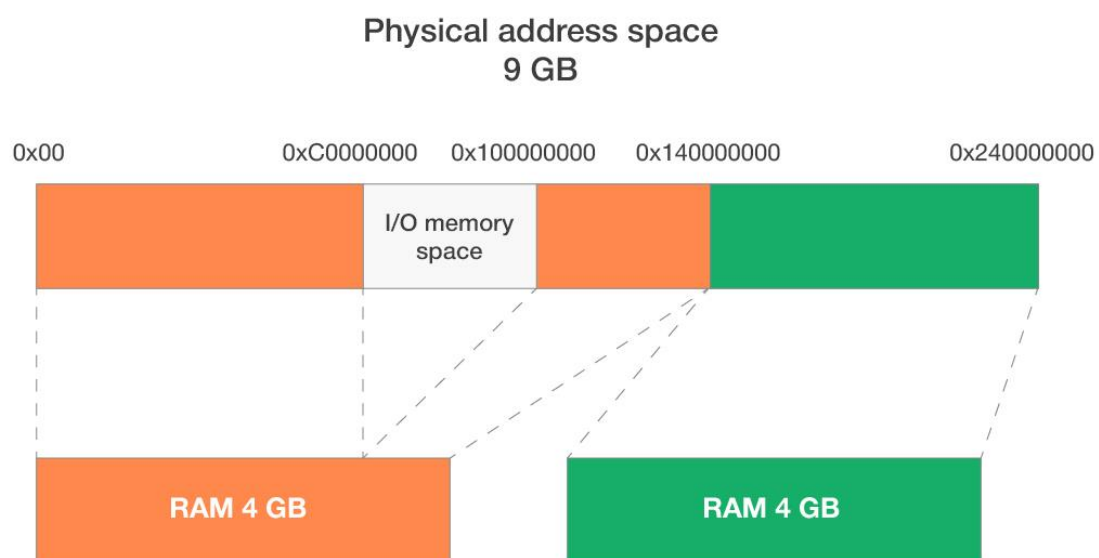 Physical address space
9 GB
0x00 0xC0000000 0x100000000 0x140000000 0x240000000
I/O memory
space
RAM 4 GB RAM 4 GB